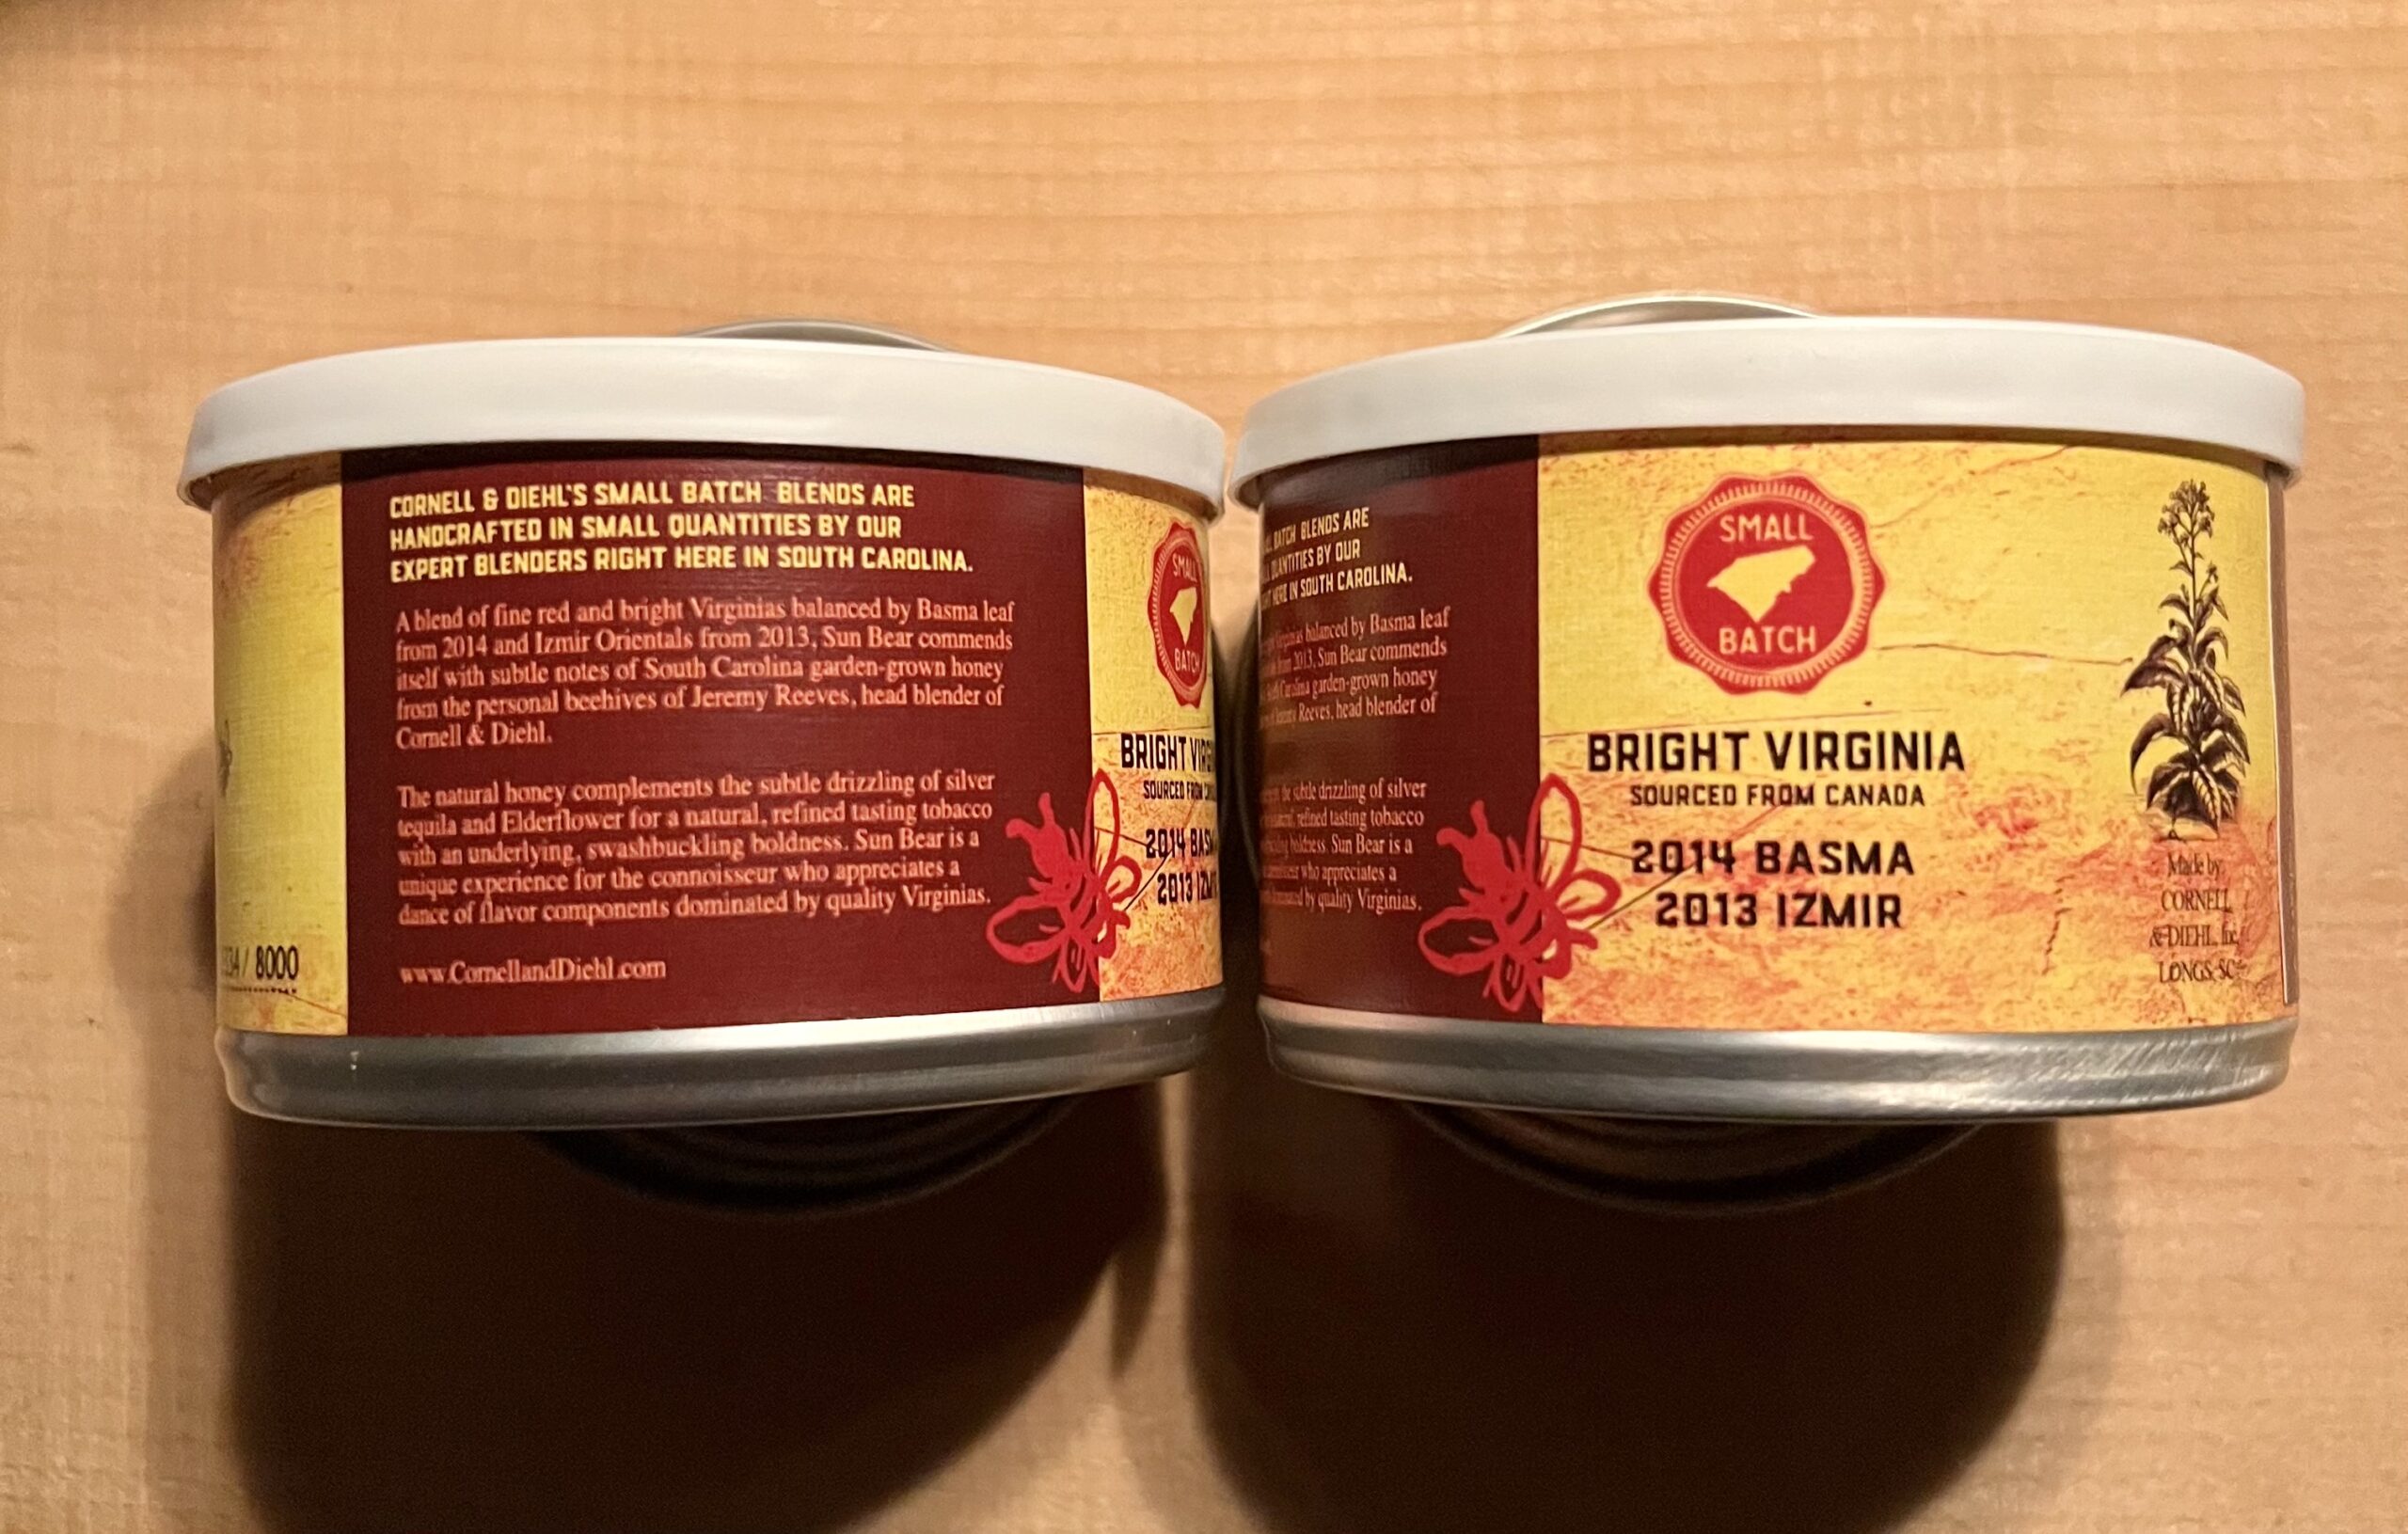 CORNELL & DIEHL'S SMALL BATCH BLENDS ARE
HANDCRAFTED IN SMALL QUANTITIES BY OUR
EXPERT BLENDERS RIGHT HERE IN SOUTH CAROLINA.
A blend of fine red and bright Virginias balanced by Basma leaf
from 2014 and Izmir Orientals from 2013, Sun Bear commends
itself with subtle notes of South Carolina garden-grown honey
from the personal beehives of Jeremy Reeves, head blender of
Cornell & Diehl.
The natural honey complements the subtle drizzling of silver
tequila and Elderflower for a natural, refined tasting tobacco
with an underlying, swashbuckling boldness. Sun Bear is a
unique experience for the connoisseur who appreciates a
dance of flavor components dominated by quality Virginias.
www.CornellandDiehl.com
/ 8000
SMALL
BATCH
BRIGHT
SOURCED FROM
2014
2013
BATCH BLENDS ARE
QUANTITIES BY OUR
HERE IN SOUTH CAROLINA.
balanced by Basma leaf
2013, Sun Bear commends
Carolina garden-grown honey
Reeves, head blender of
subtle drizzling of silver
refined tasting tobacco
boldness. Sun Bear is a
who appreciates a
by quality Virginias.
SMALL
BATCH
BRIGHT VIRGINIA
SOURCED FROM CANADA
2014 BASMA
2013 IZMIR
Made by
CORNELL
& DIEHL, Inc.
LONGS, SC